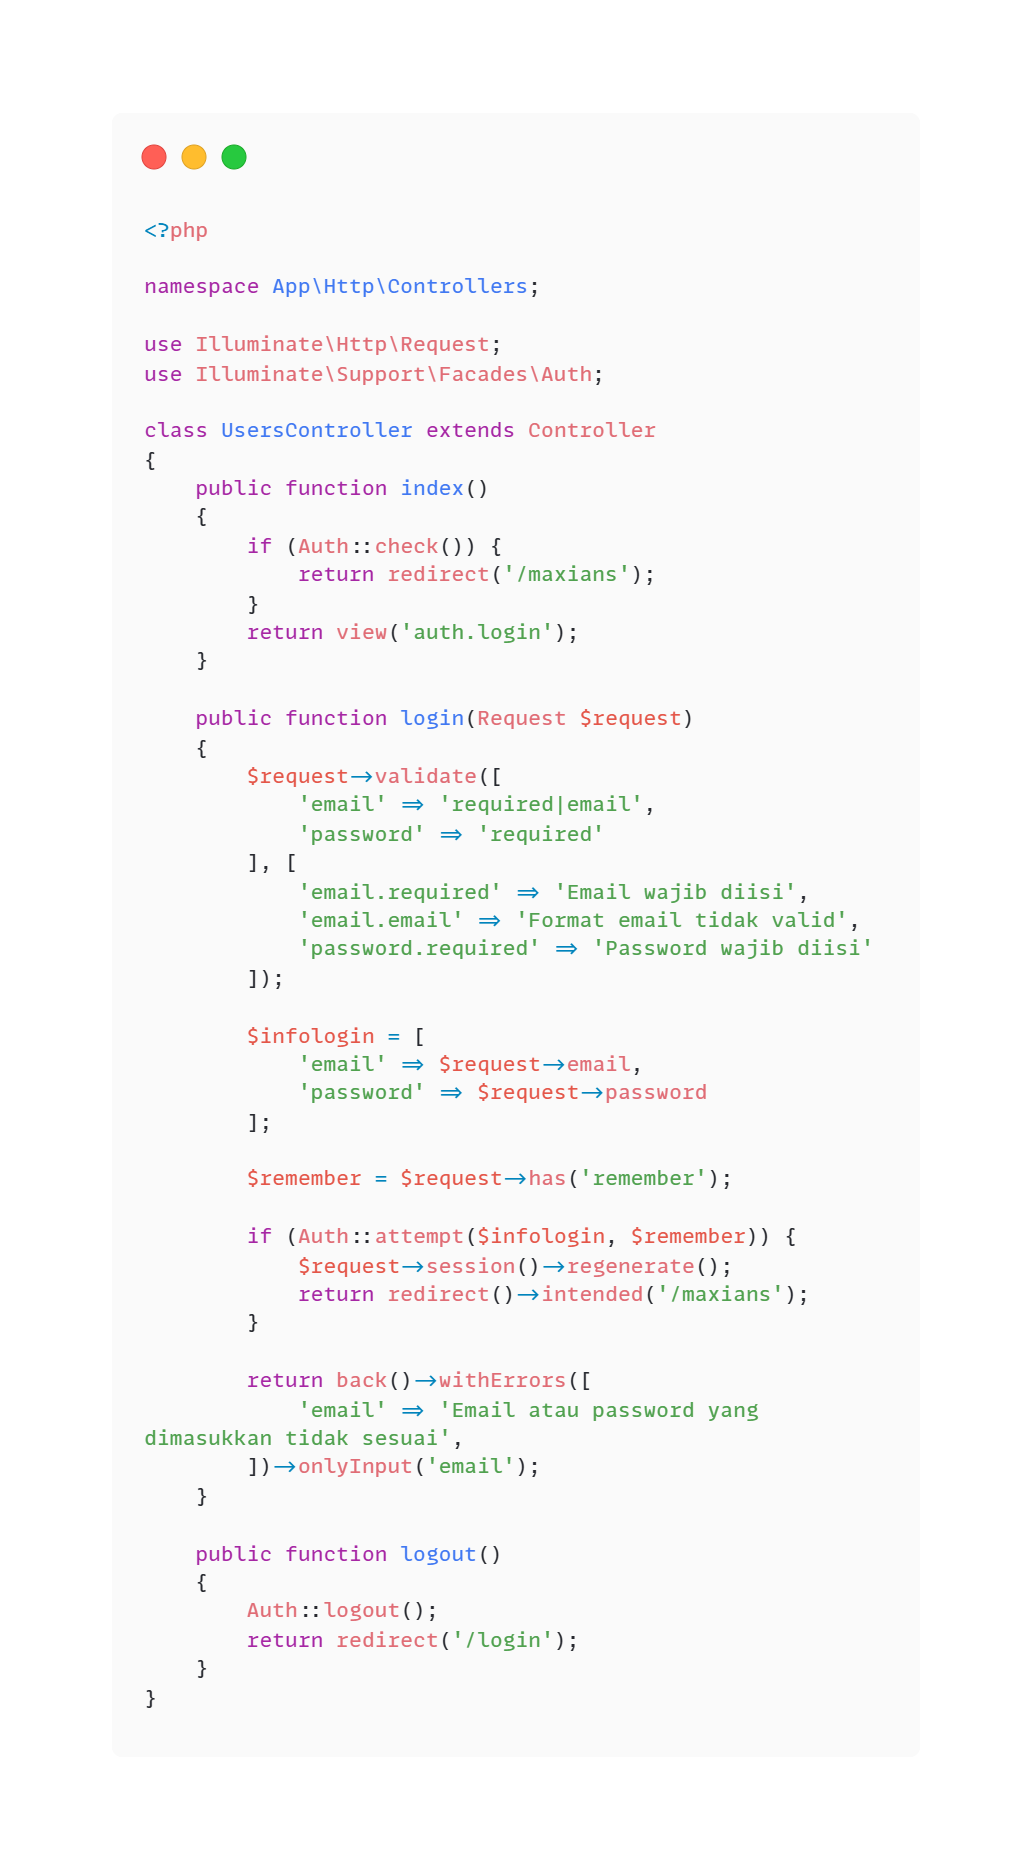 <?php

namespace App\Http\Controllers;

use Illuminate\Http\Request;
use Illuminate\Support\Facades\Auth;

class UsersController extends Controller
{
    public function index()
    {
        if (Auth::check()) {
            return redirect('/maxians');
        }
        return view('auth.login');
    }

    public function login(Request $request)
    {
        $request->validate([
            'email' => 'required|email',
            'password' => 'required'
        ], [
            'email.required' => 'Email wajib diisi',
            'email.email' => 'Format email tidak valid',
            'password.required' => 'Password wajib diisi'
        ]);

        $infologin = [
            'email' => $request->email,
            'password' => $request->password
        ];

        $remember = $request->has('remember');

        if (Auth::attempt($infologin, $remember)) {
            $request->session()->regenerate();
            return redirect()->intended('/maxians');
        }

        return back()->withErrors([
            'email' => 'Email atau password yang
dimasukkan tidak sesuai',
        ])->onlyInput('email');
    }

    public function logout()
    {
        Auth::logout();
        return redirect('/login');
    }
}